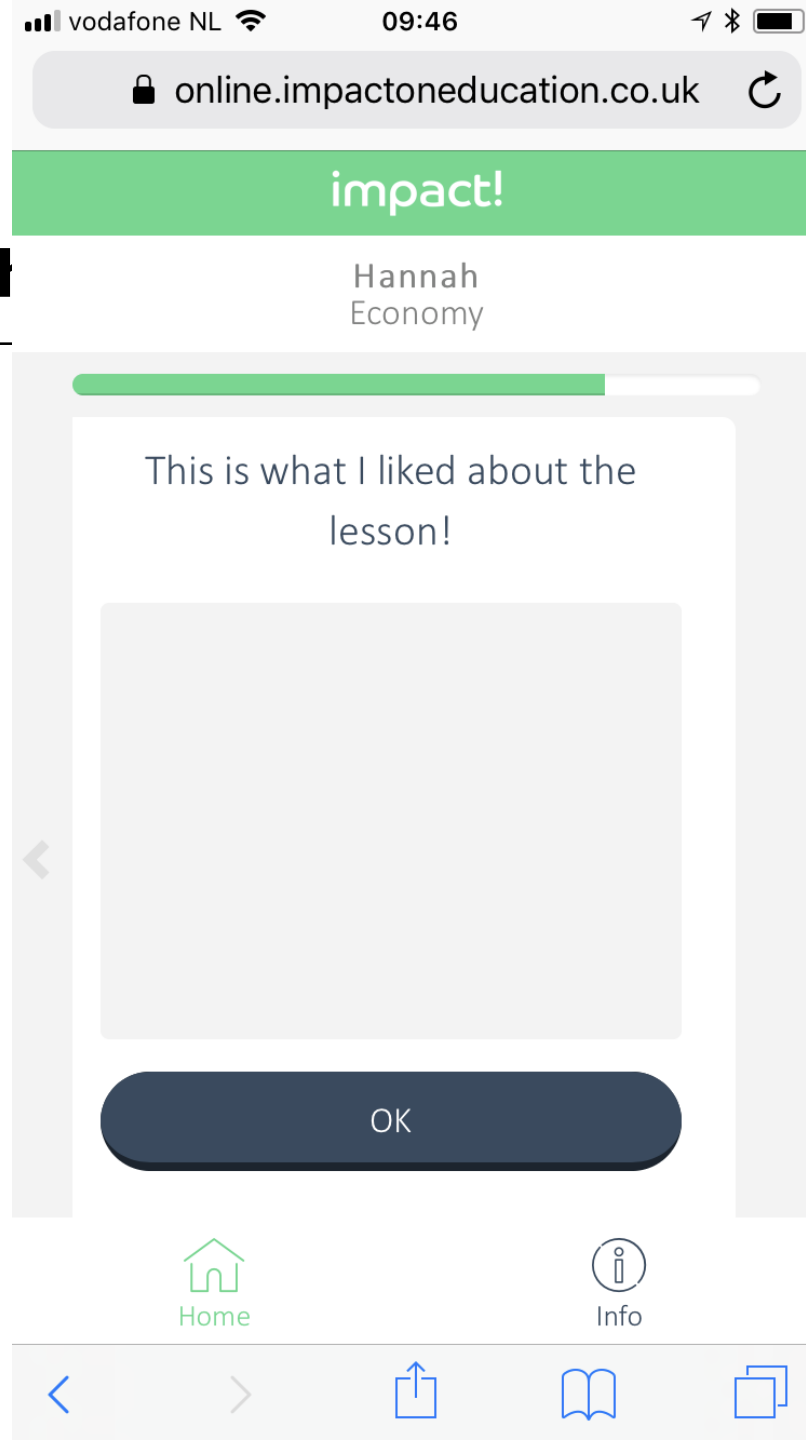 vodafone NL 09:46
online.impactoneducation.co.uk
impact!
Hannah
Economy
This is what I liked about the
lesson!
OK
Home Info